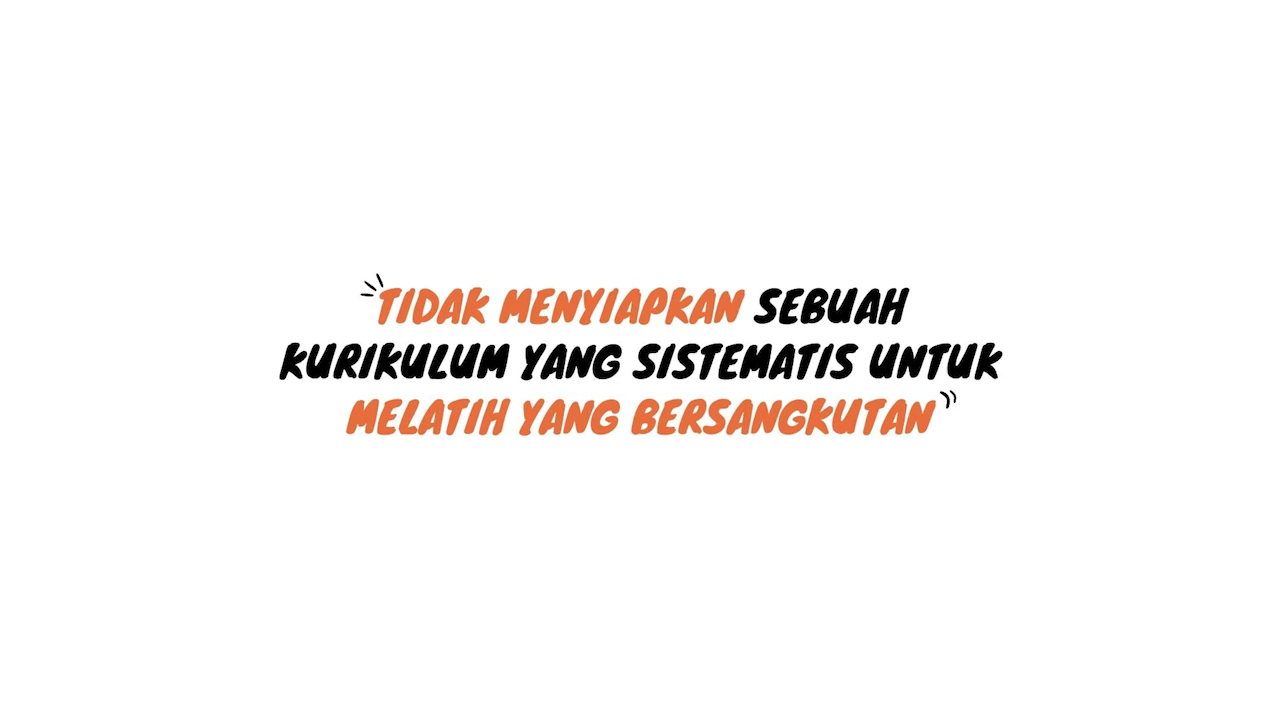 TIDAK MENYIAPKAN SEBUAH
KURIKULUM YANG SISTEMATIS UNTUK
MELATIH YANG BERSANGKUTAN